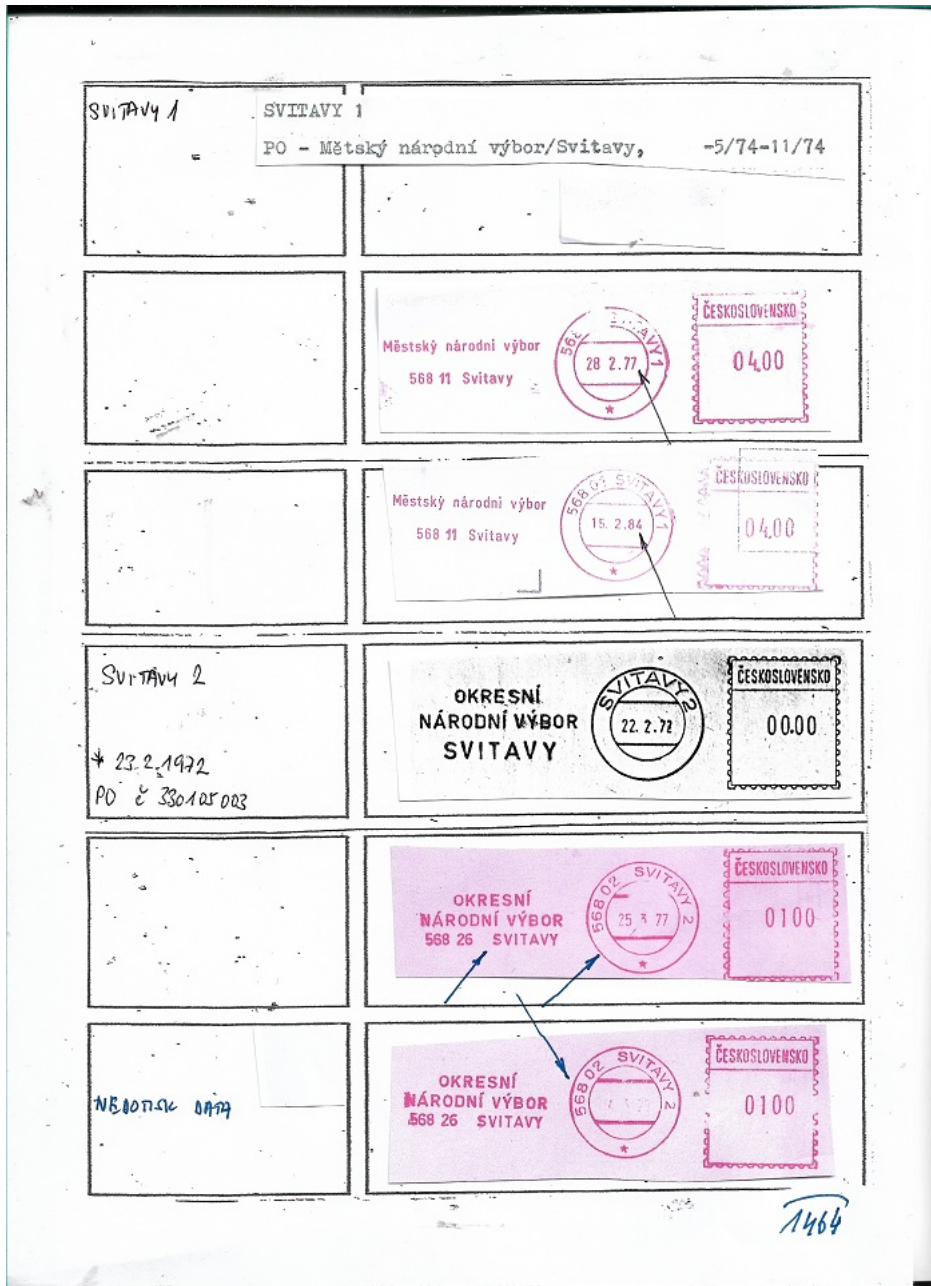 SVITAVY 1
SVITAVY 1
PO - Mětský národní výbor/Svitavy, -5/74-11/74
Městský národní výbor
568 11 Svitavy
AVY 1
28 2.77
*
ČESKOSLOVENSKO
04.00
Městský národní výbor
568 11 Svitavy
568 01 SVITAVY 1
15. 2.84
*
ČESKOSLOVENSKO
04.00
SVITAVY 2
* 23.2.1972
PO č 330105003
OKRESNÍ
NÁRODNÍ VÝBOR
SVITAVY
SVITAVY 2
22. 2.72
ČESKOSLOVENSKO
00.00
OKRESNÍ
NÁRODNÍ VÝBOR
568 26 SVITAVY
568 02 SVITAVY 2
25 3 77
*
ČESKOSLOVENSKO
0100
NEDOTISK DATA
OKRESNÍ
NÁRODNÍ VÝBOR
568 26 SVITAVY
568 02 SVITAVY 2
*
ČESKOSLOVENSKO
0100
1464